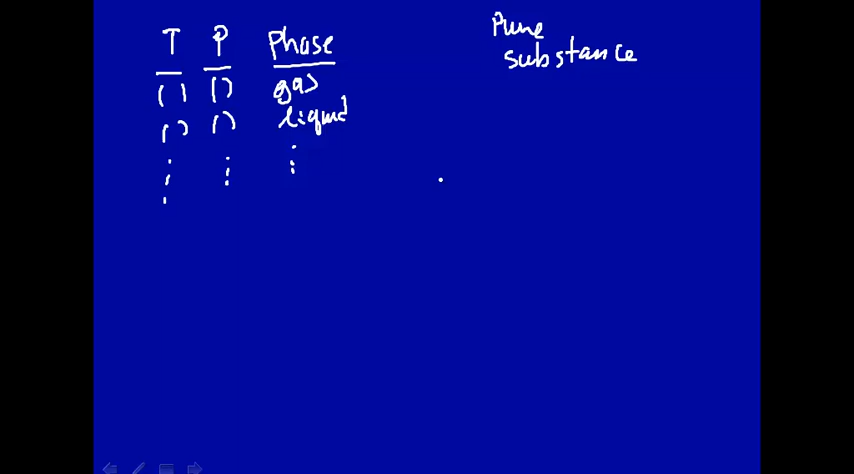 T P Phase
( ) ( ) gas
( ) ( ) liquid
⋮ ⋮ ⋮
Pure
substance